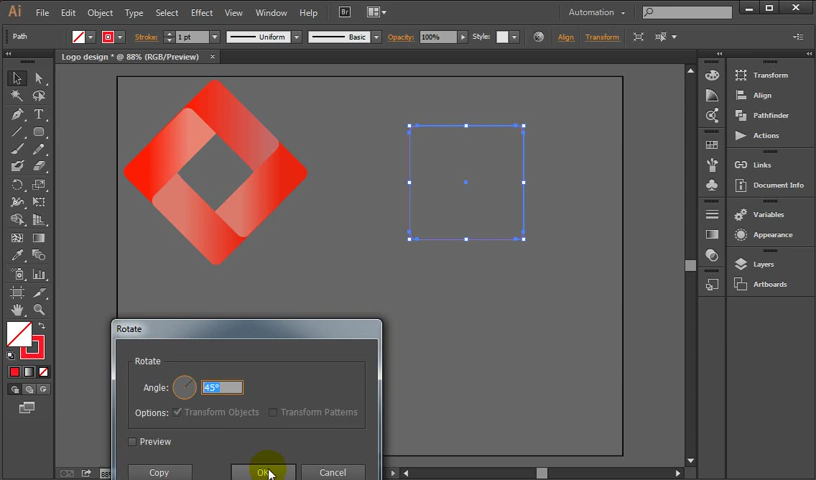 Ai File Edit Object Type Select Effect View Window Help Br Automation
Path Stroke: 1 pt Uniform Basic Opacity: 100% Style: Align Transform
Logo design * @ 88% (RGB/Preview) ×
Transform
Align
Pathfinder
Actions
Links
Document Info
Variables
Appearance
Layers
Artboards
Rotate
Rotate
Angle: 45°
Options: Transform Objects Transform Patterns
Preview
Copy OK Cancel